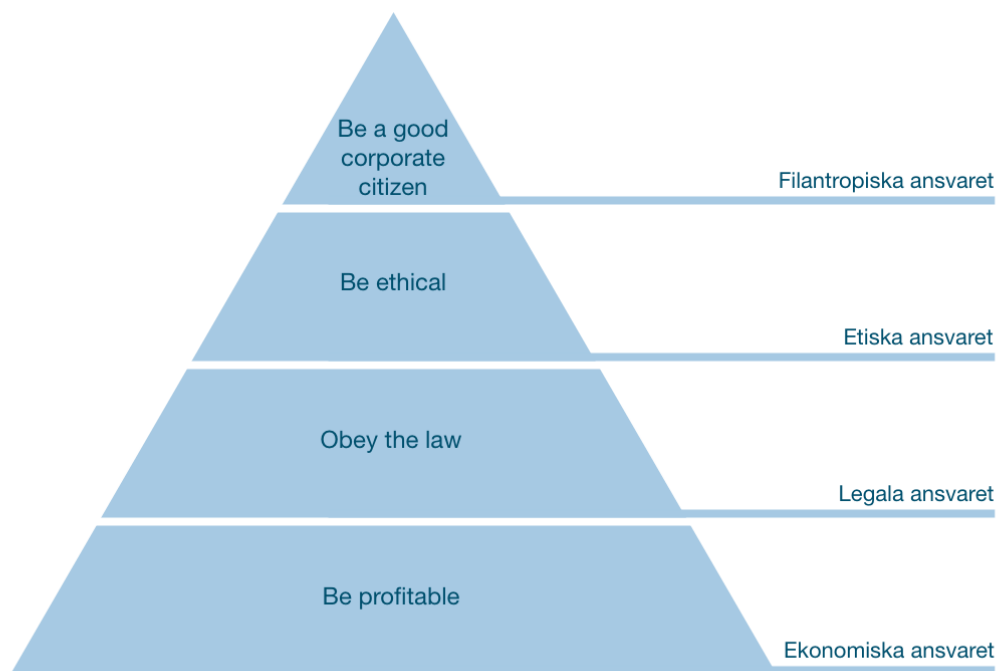 Be a good
corporate
citizen
Filantropiska ansvaret
Be ethical
Etiska ansvaret
Obey the law
Legala ansvaret
Be profitable
Ekonomiska ansvaret